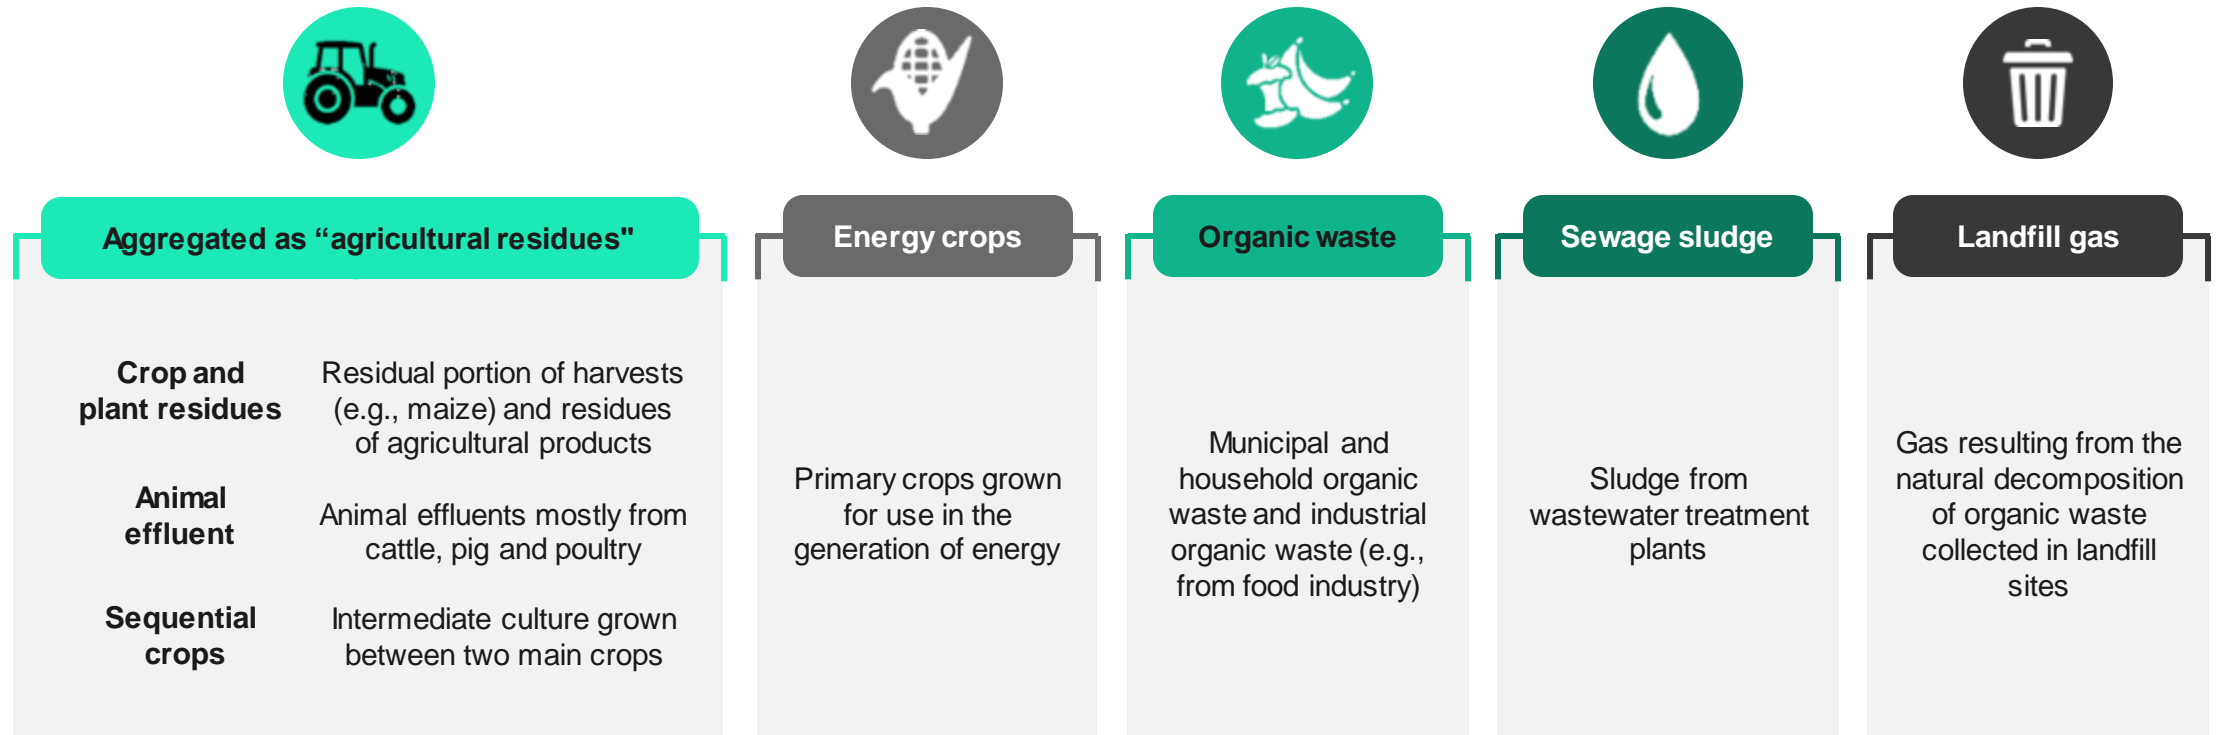 Aggregated as “agricultural residues"
Crop and
plant residues
Residual portion of harvests
(e.g., maize) and residues
of agricultural products
Animal
effluent
Animal effluents mostly from
cattle, pig and poultry
Sequential
crops
Intermediate culture grown
between two main crops
Energy crops
Primary crops grown
for use in the
generation of energy
Organic waste
Municipal and
household organic
waste and industrial
organic waste (e.g.,
from food industry)
Sewage sludge
Sludge from
wastewater treatment
plants
Landfill gas
Gas resulting from the
natural decomposition
of organic waste
collected in landfill
sites